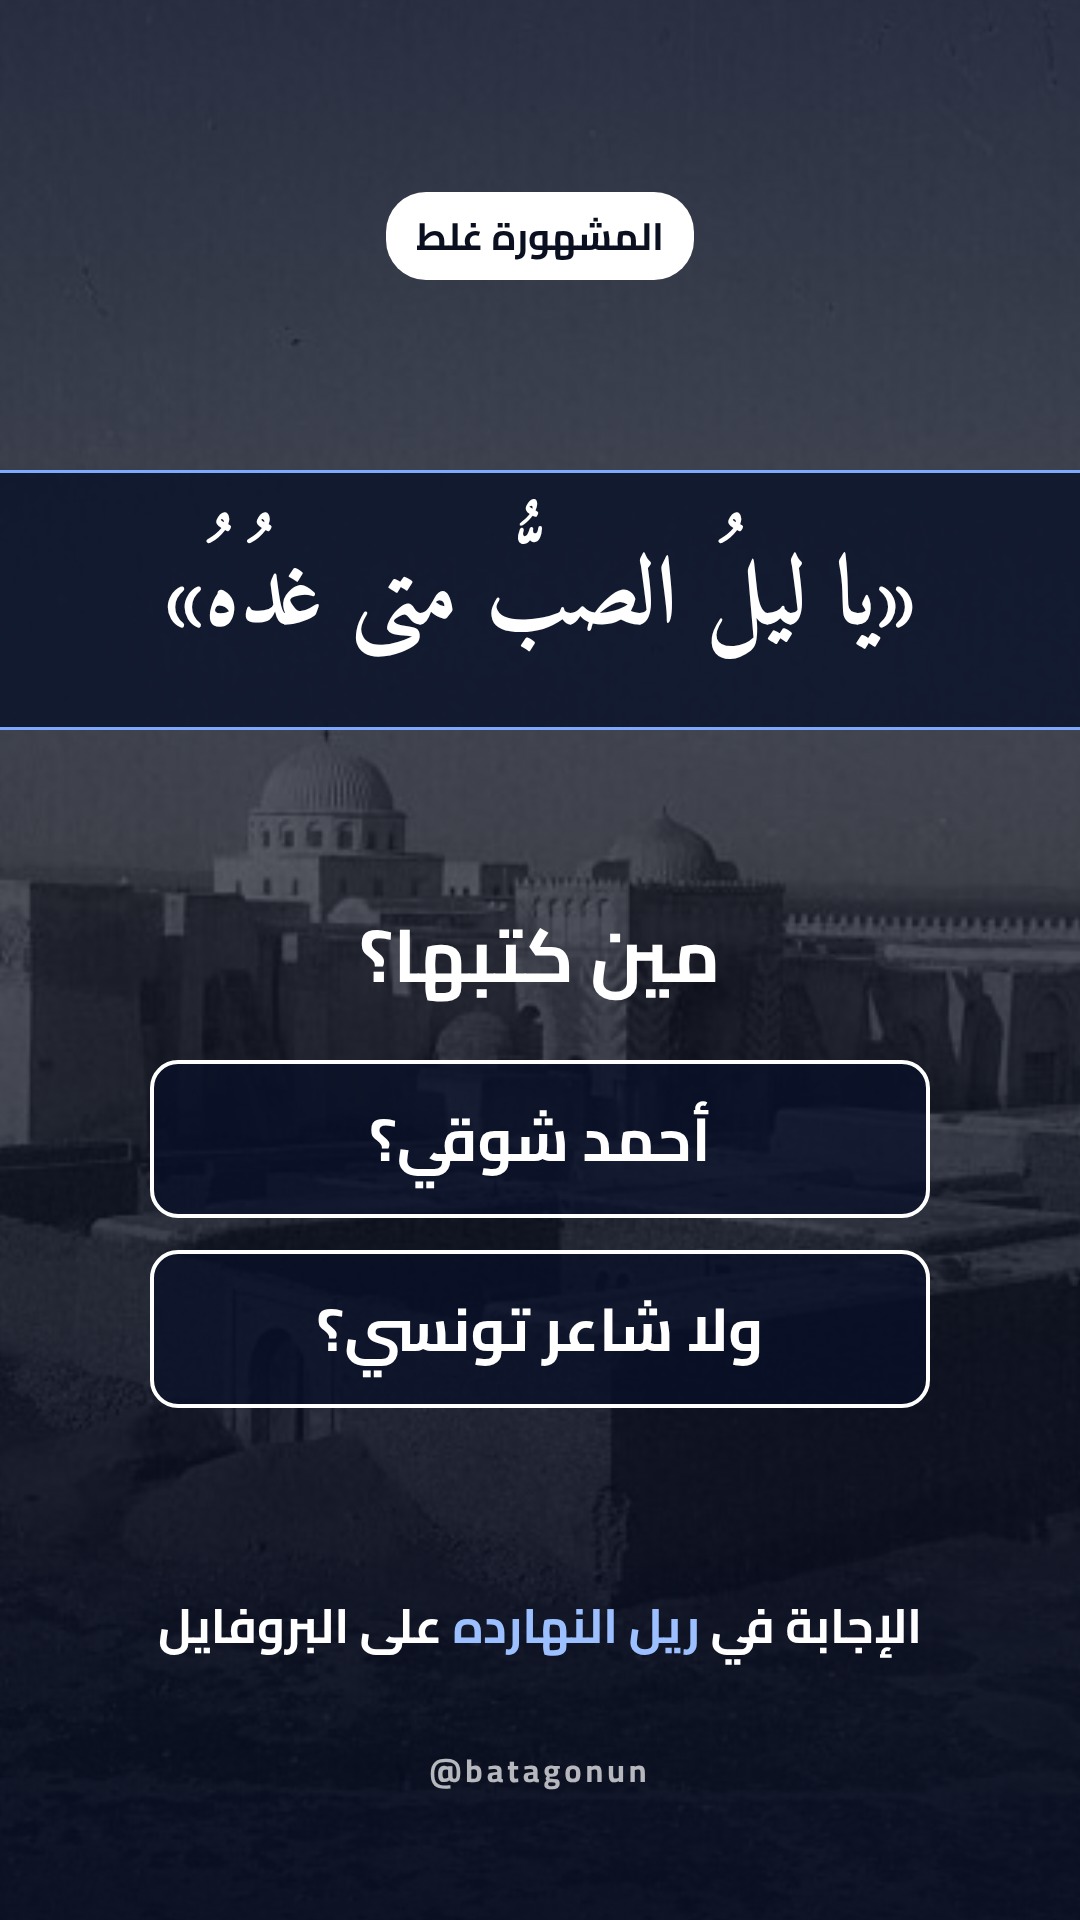 المشهورة غلط
«يا ليلُ الصبُّ متى غدُهُ»
مين كتبها؟
أحمد شوقي؟
ولا شاعر تونسي؟
الإجابة في ريل النهارده على البروفايل
@batagonun